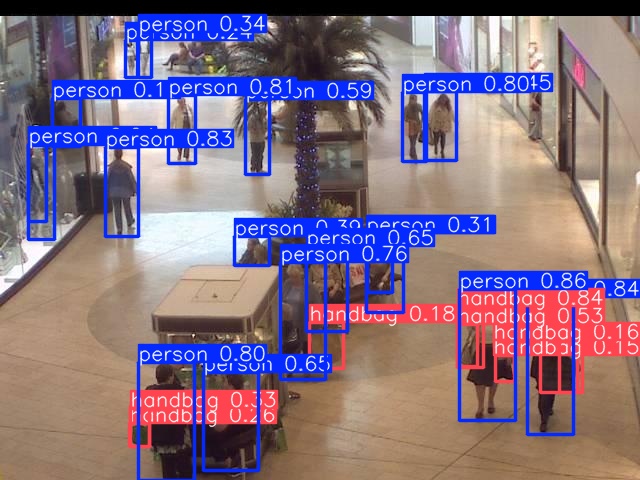 person 0.34
person 0.24
person 0.1
person 0.81
person 0.59
person 0.80
person
person 0.83
person 0.39
person 0.31
person 0.65
person 0.76
handbag 0.18
person 0.86
0.84
handbag 0.84
handbag 0.53
handbag 0.16
handbag 0.15
person 0.80
person 0.65
handbag 0.33
handbag 0.26